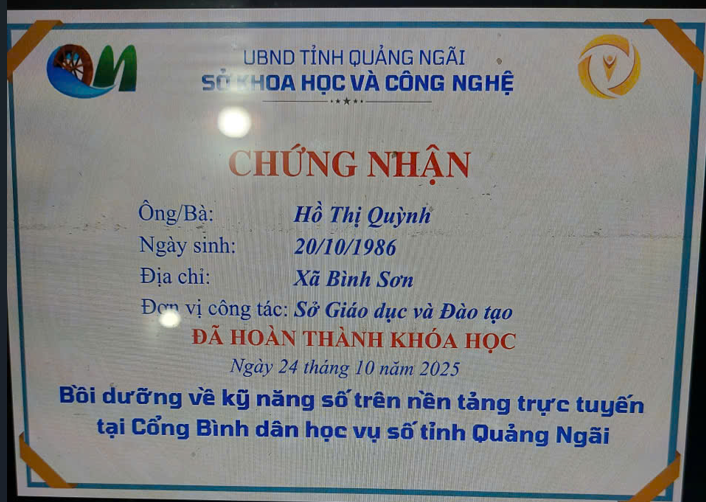 QM
UBND TỈNH QUẢNG NGÃI
SỞ KHOA HỌC VÀ CÔNG NGHỆ
CHỨNG NHẬN
Ông/Bà: Hồ Thị Quỳnh
Ngày sinh: 20/10/1986
Địa chỉ: Xã Bình Sơn
Đơn vị công tác: Sở Giáo dục và Đào tạo
ĐÃ HOÀN THÀNH KHÓA HỌC
Ngày 24 tháng 10 năm 2025
Bồi dưỡng về kỹ năng số trên nền tảng trực tuyến
tại Cổng Bình dân học vụ số tỉnh Quảng Ngãi